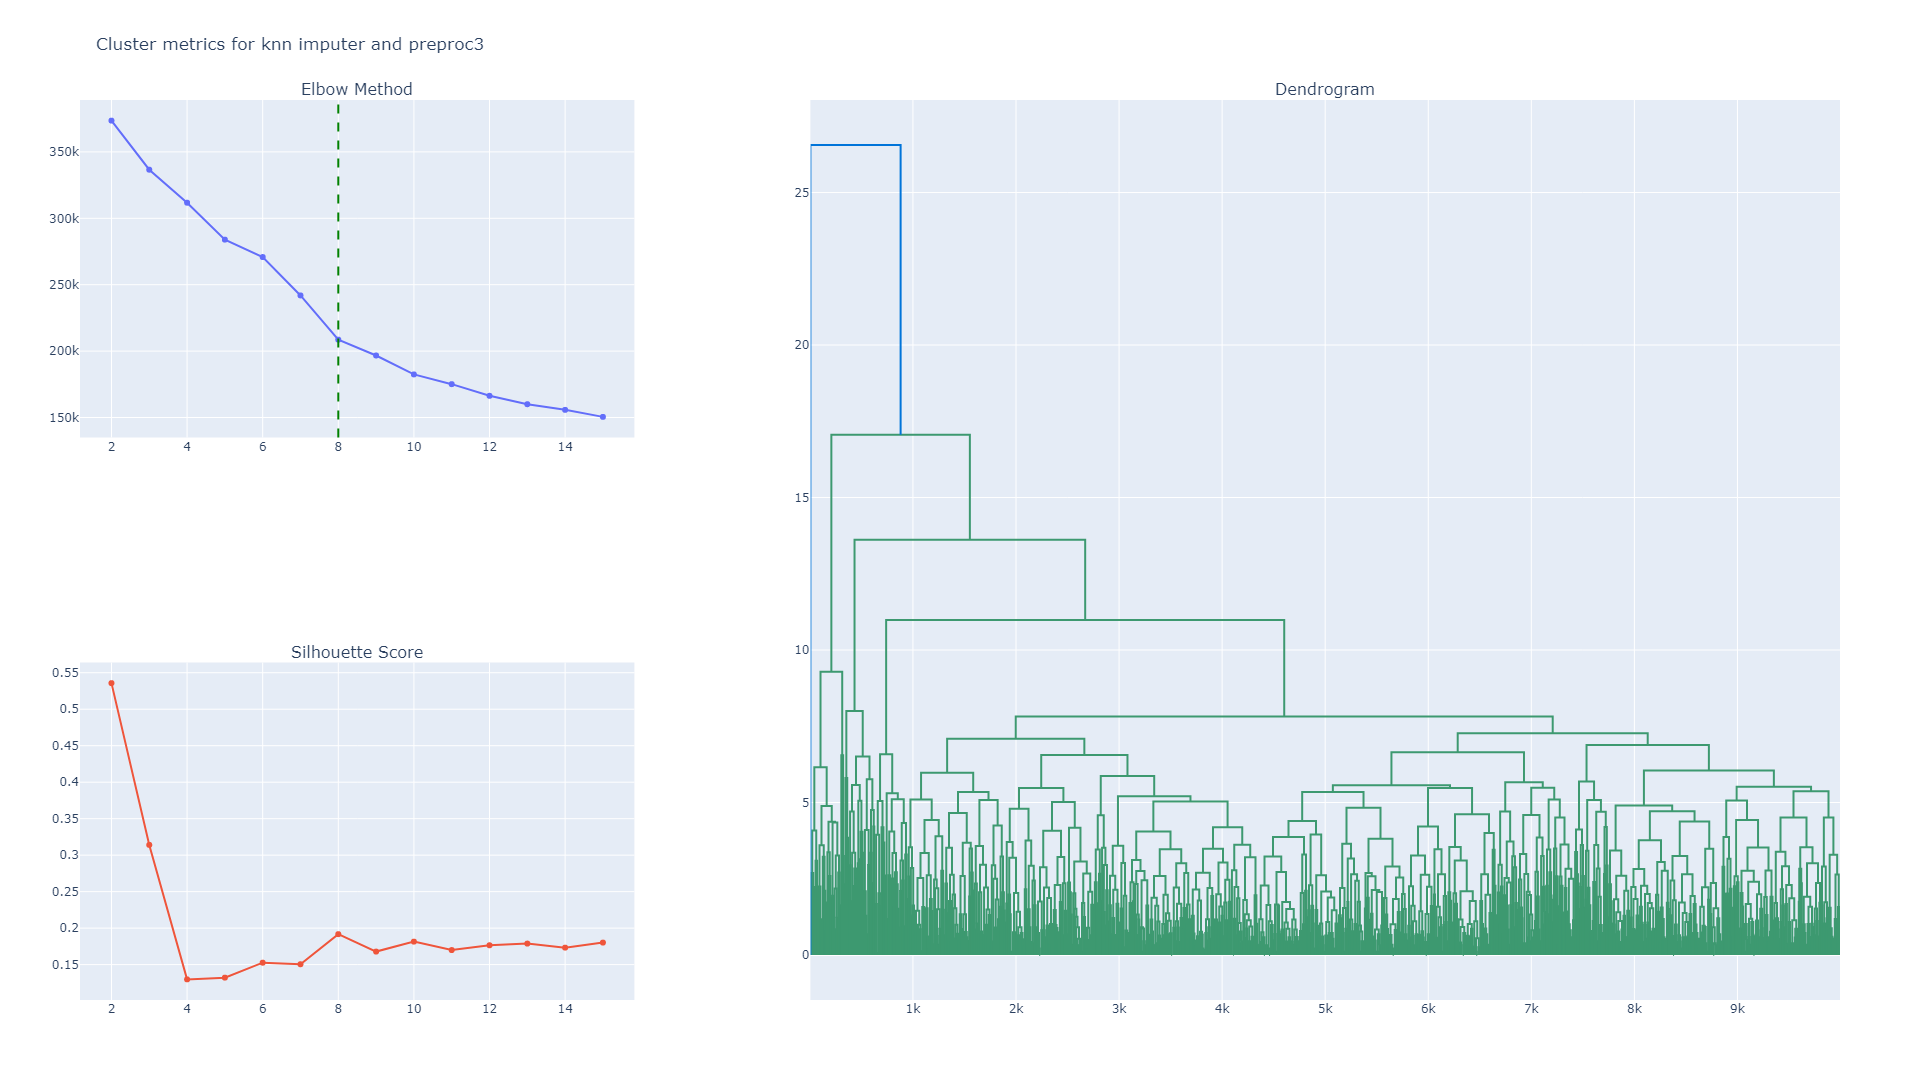 Cluster metrics for knn imputer and preproc3
Elbow Method
350k
300k
250k
200k
150k
2 4 6 8 10 12 14
Silhouette Score
0.55
0.5
0.45
0.4
0.35
0.3
0.25
0.2
0.15
2 4 6 8 10 12 14
Dendrogram
25
20
15
10
5
0
1k 2k 3k 4k 5k 6k 7k 8k 9k